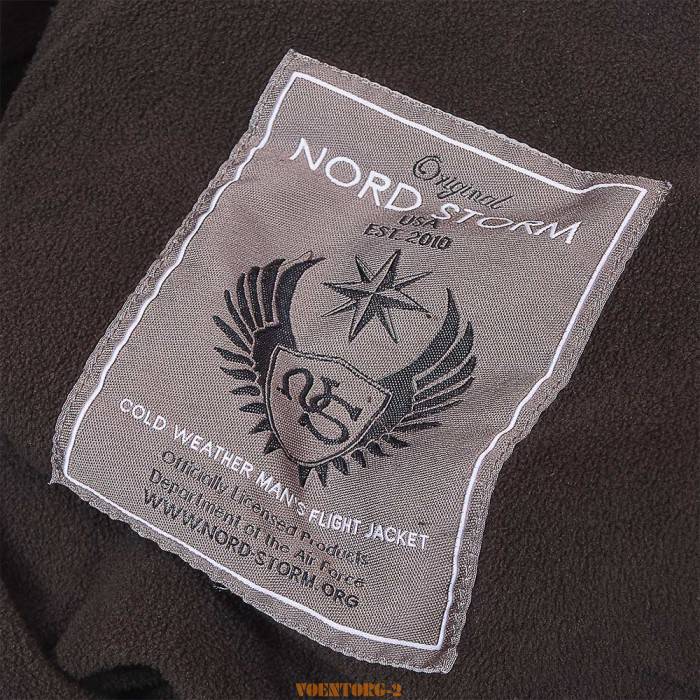 Original
NORD STORM
USA
EST. 2010
NS
COLD WEATHER MAN'S FLIGHT JACKET
Officially Licensed Products
Department of the Air Force
WWW.NORD-STORM.ORG
VOENTORG-2